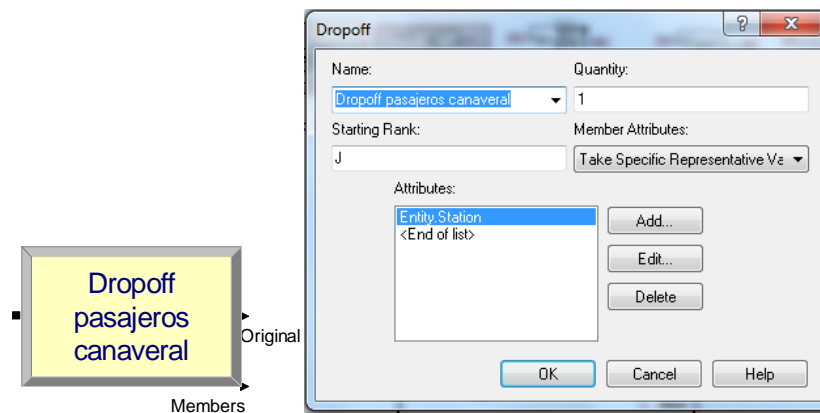 Dropoff
Name:
Quantity:
Dropoff pasajeros canaveral
1
Starting Rank:
Member Attributes:
J
Take Specific Representative Va
Attributes:
Entity.Station
<End of list>
Add...
Edit...
Delete
OK
Cancel
Help
Dropoff
pasajeros
canaveral
Original
Members